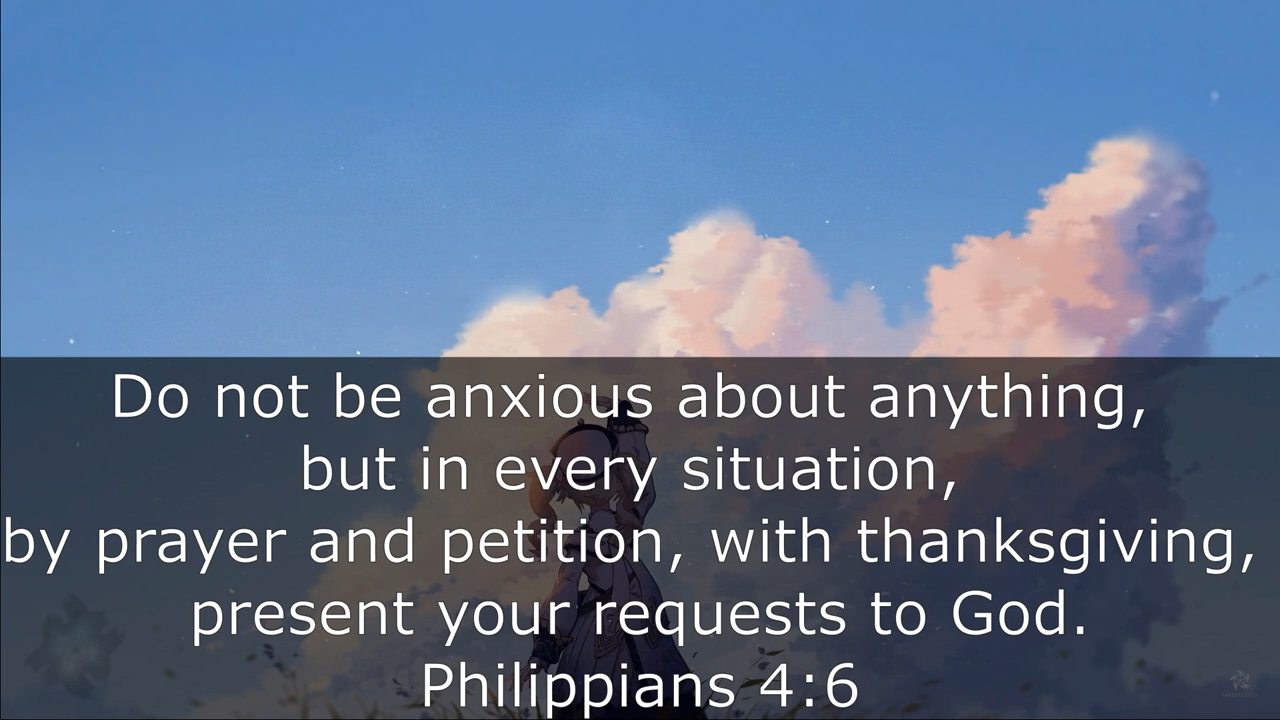 Do not be anxious about anything,
but in every situation,
by prayer and petition, with thanksgiving,
present your requests to God.
Philippians 4:6